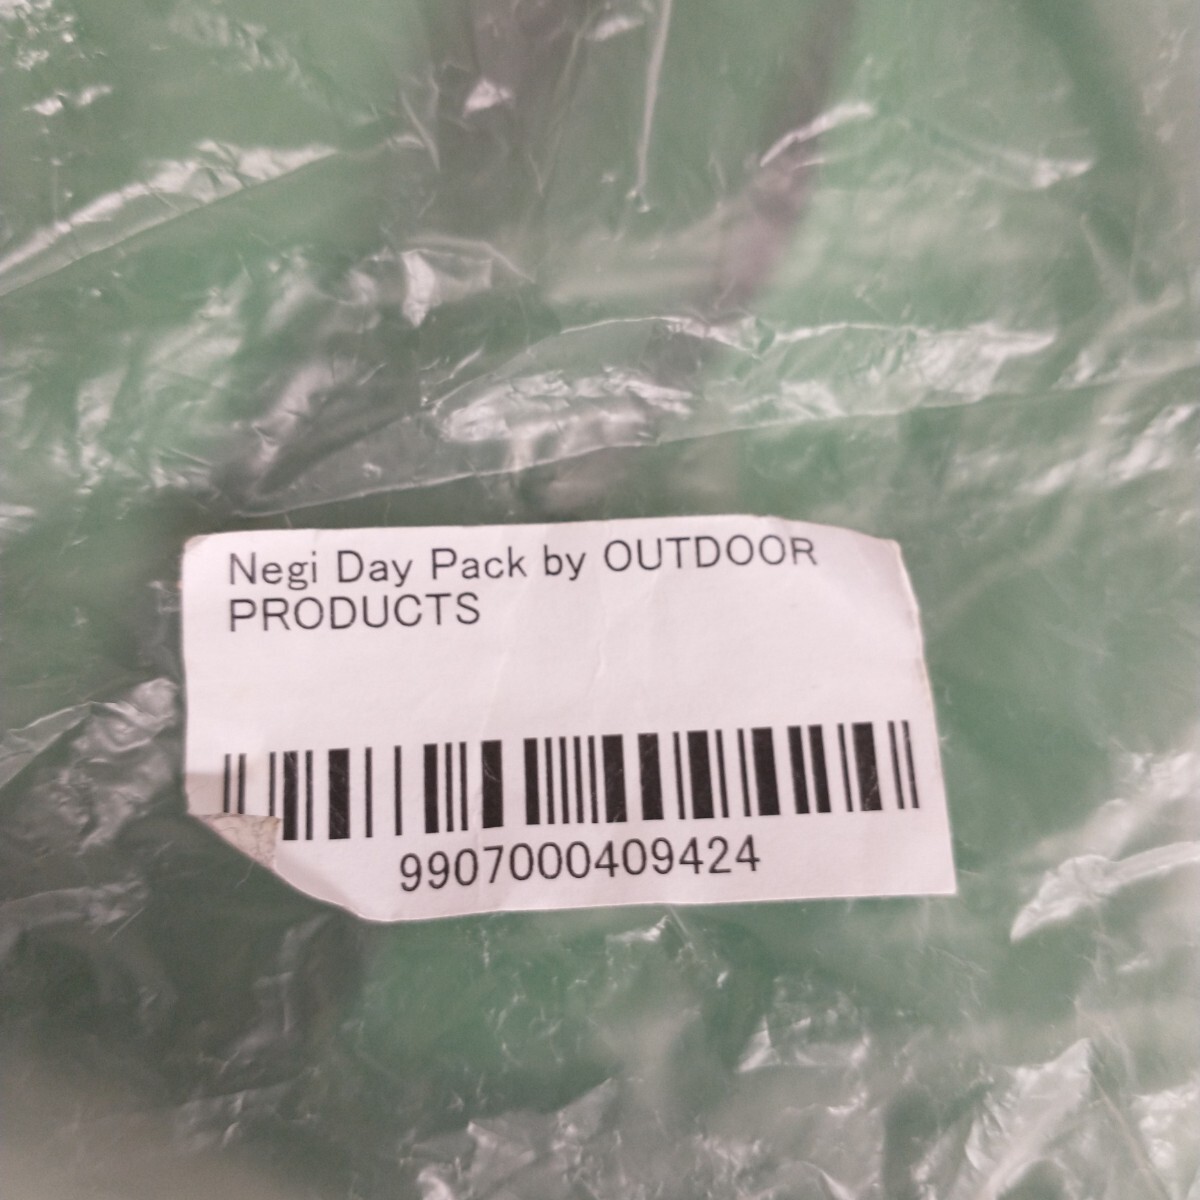 Negi Day Pack by OUTDOOR
PRODUCTS
9907000409424